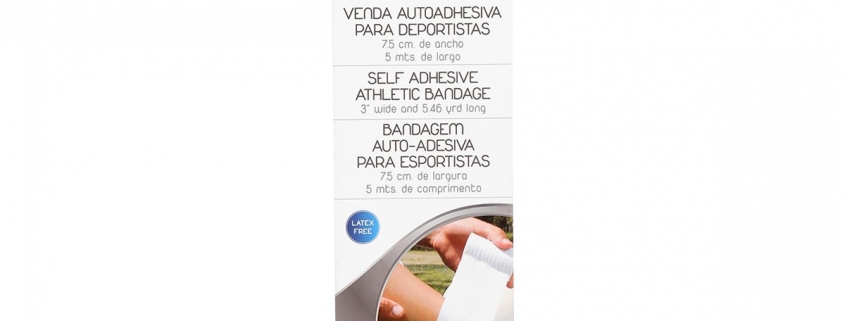 VENDA AUTOADHESIVA
PARA DEPORTISTAS
7.5 cm. de ancho
5 mts. de largo
SELF ADHESIVE
ATHLETIC BANDAGE
3" wide and 5.46 yrd long
BANDAGEM
AUTO-ADESIVA
PARA ESPORTISTAS
7.5 cm. de largura
5 mts. de comprimento
LATEX
FREE